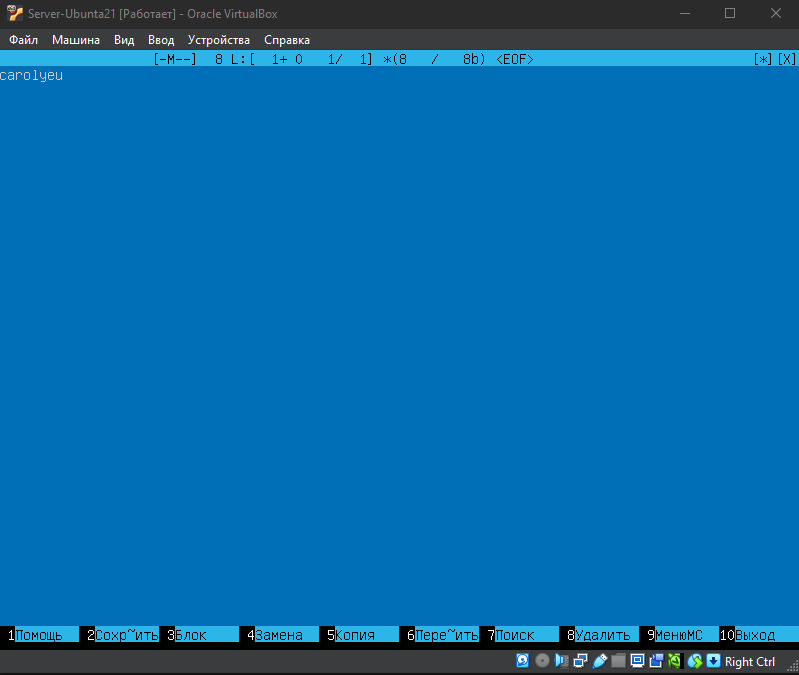 Server-Ubunta21 [Работает] - Oracle VirtualBox
Файл Машина Вид Ввод Устройства Справка
[-M--] 8 L:[ 1+ 0 1/ 1] *(8 / 8b) <EOF> [*][X]
carolyeu
1Помощь 2Сохр~ить 3Блок 4Замена 5Копия 6Пере~ить 7Поиск 8Удалить 9МенюМС 10Выход
Right Ctrl